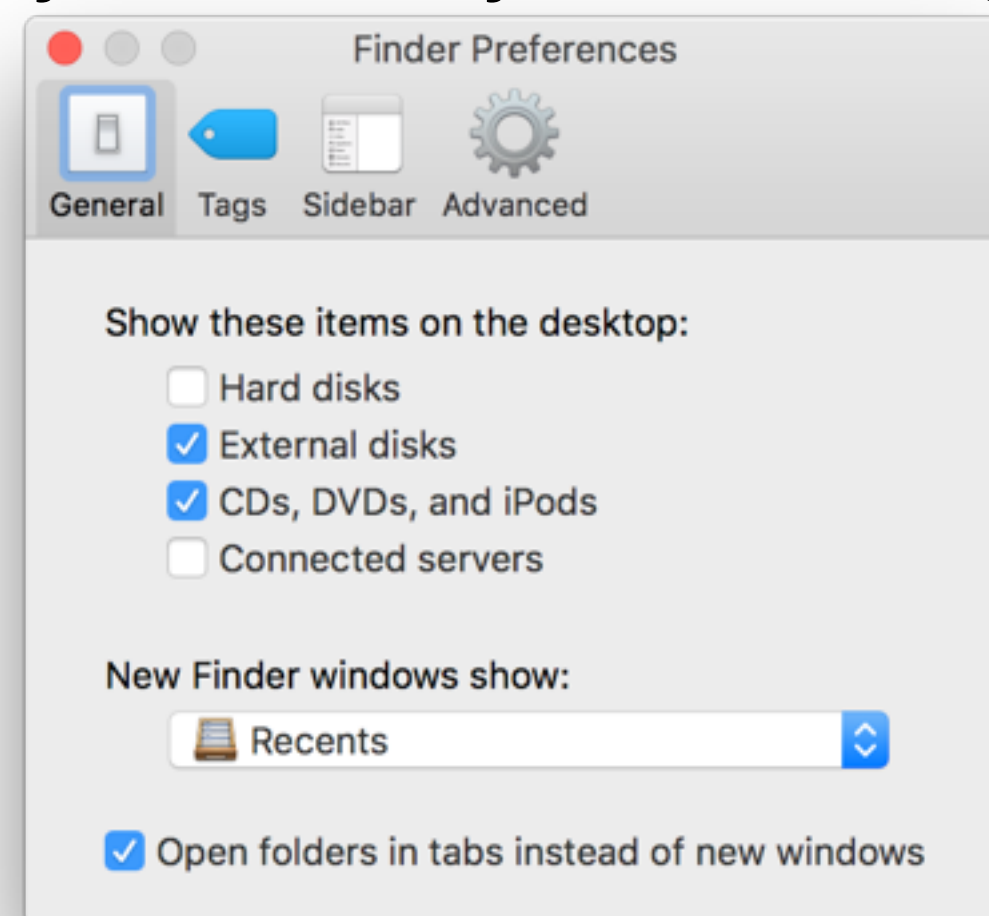 Finder Preferences
General Tags Sidebar Advanced
Show these items on the desktop:
Hard disks
External disks
CDs, DVDs, and iPods
Connected servers
New Finder windows show:
Recents
Open folders in tabs instead of new windows